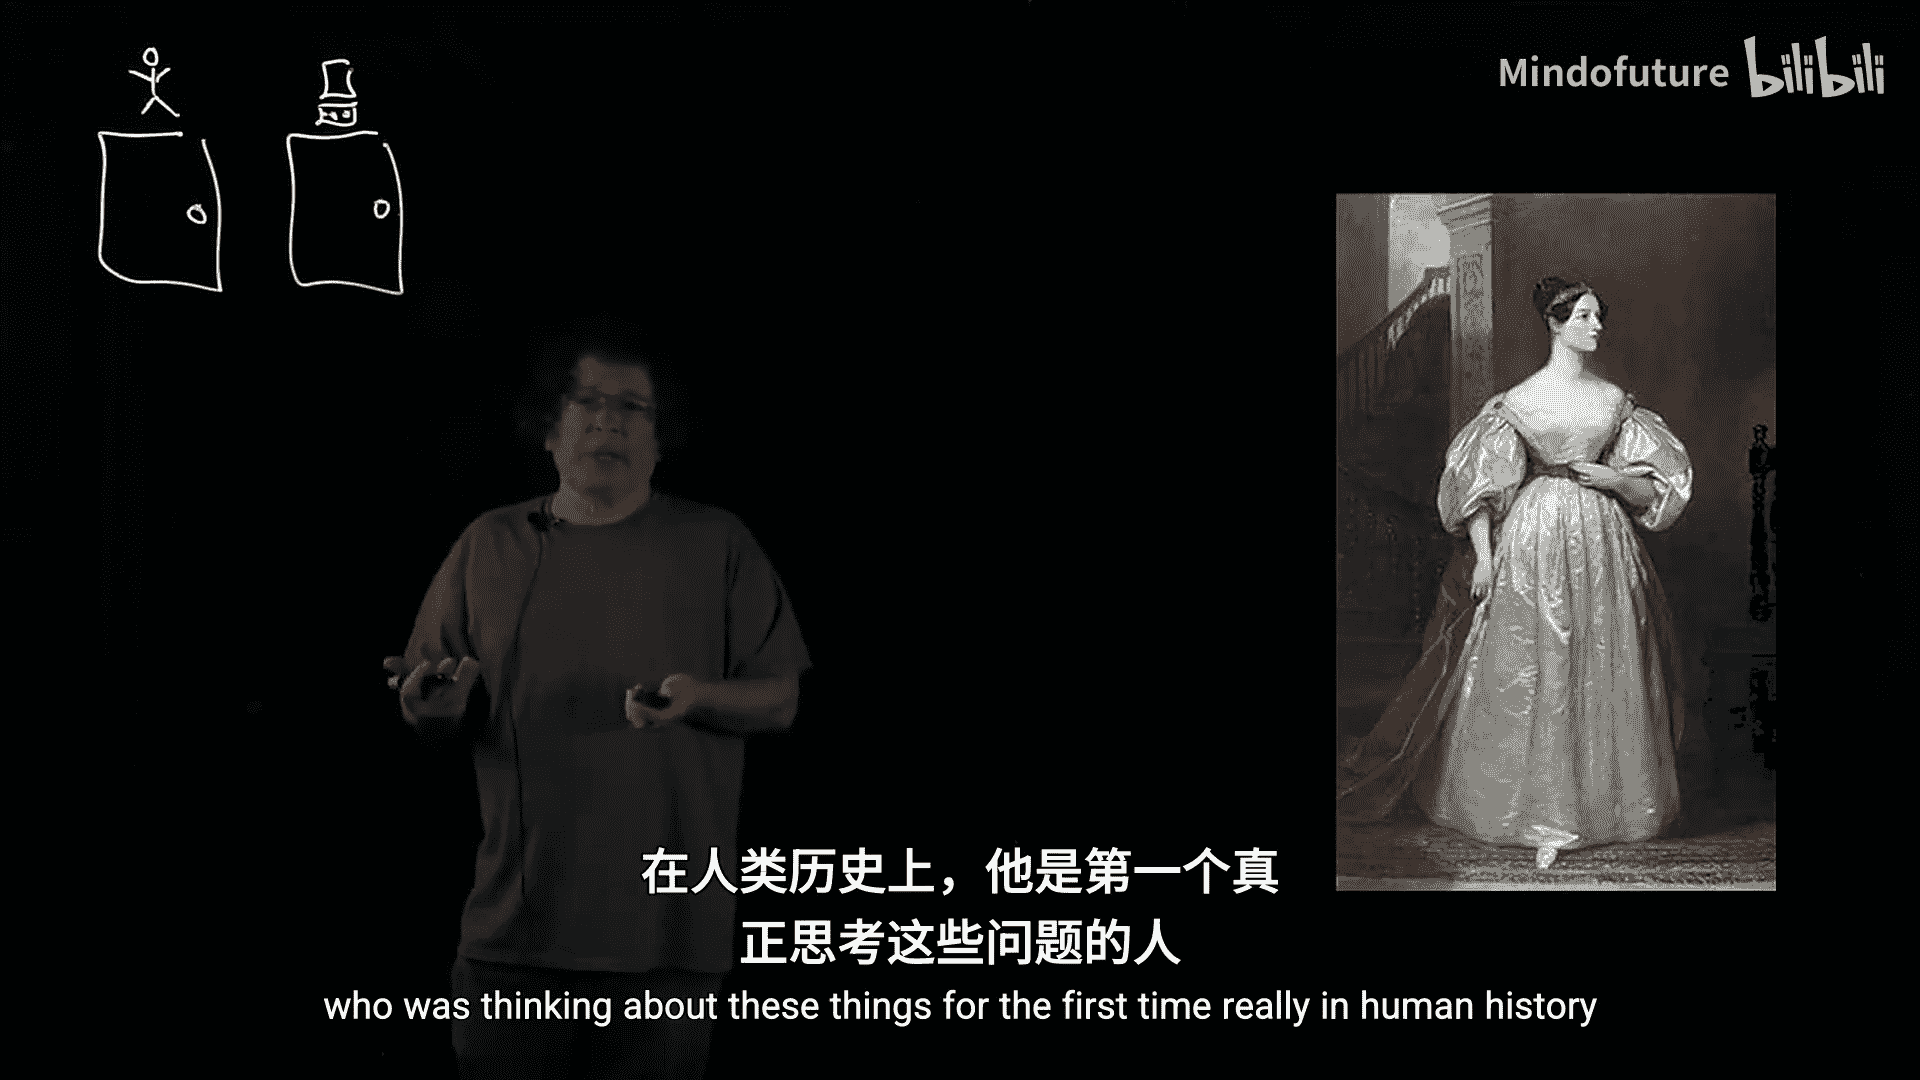 Mindofuture bilibili
在人类历史上，他是第一个真
正思考这些问题的人
who was thinking about these things for the first time really in human history